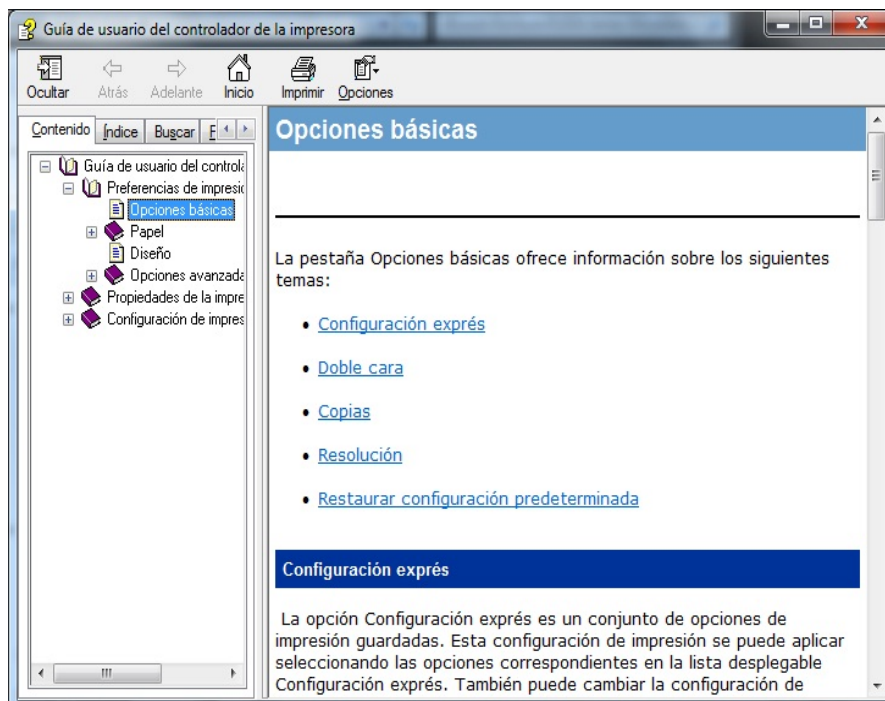 Guía de usuario del controlador de la impresora
Ocultar Atrás Adelante Inicio Imprimir Opciones
Contenido Índice Buscar F
Guía de usuario del controla
Preferencias de impresió
Opciones básicas
Papel
Diseño
Opciones avanzada
Propiedades de la impre
Configuración de impres
Opciones básicas
La pestaña Opciones básicas ofrece información sobre los siguientes
temas:
• Configuración exprés
• Doble cara
• Copias
• Resolución
• Restaurar configuración predeterminada
Configuración exprés
La opción Configuración exprés es un conjunto de opciones de
impresión guardadas. Esta configuración de impresión se puede aplicar
seleccionando las opciones correspondientes en la lista desplegable
Configuración exprés. También puede cambiar la configuración de